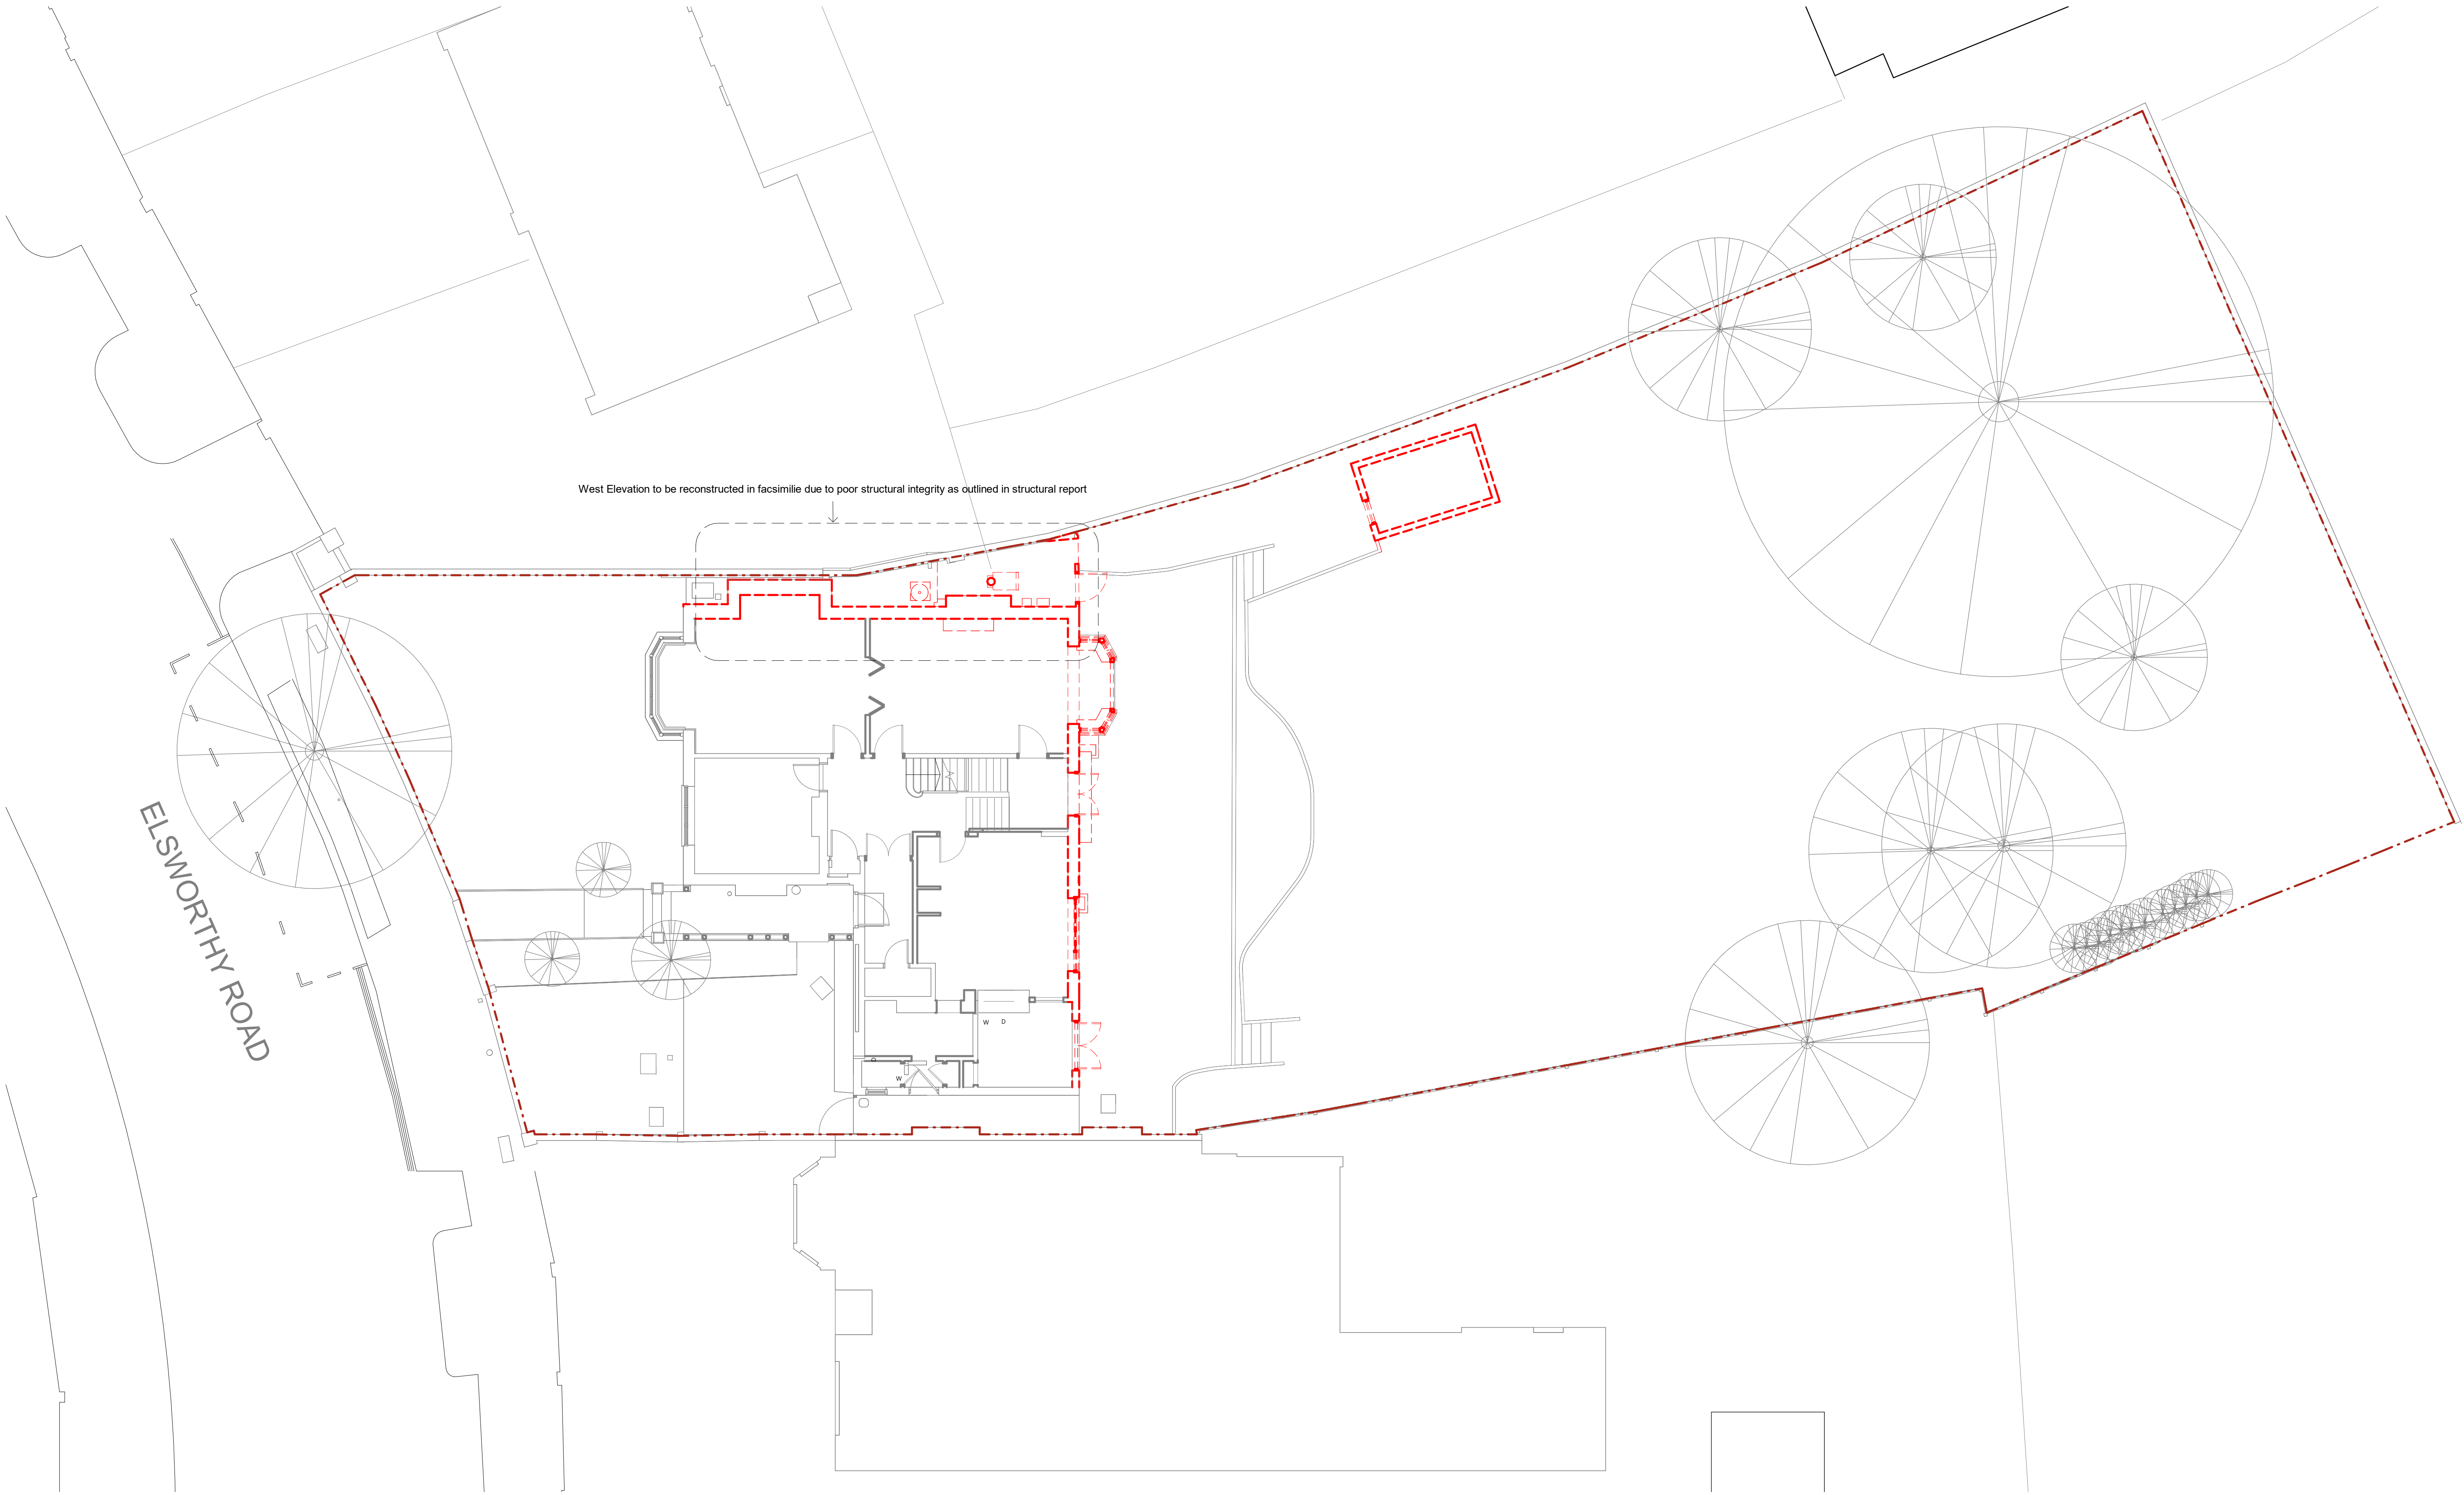 West Elevation to be reconstructed in facsimilie due to poor structural integrity as outlined in structural report
ELSWORTHY ROAD
W
D
W